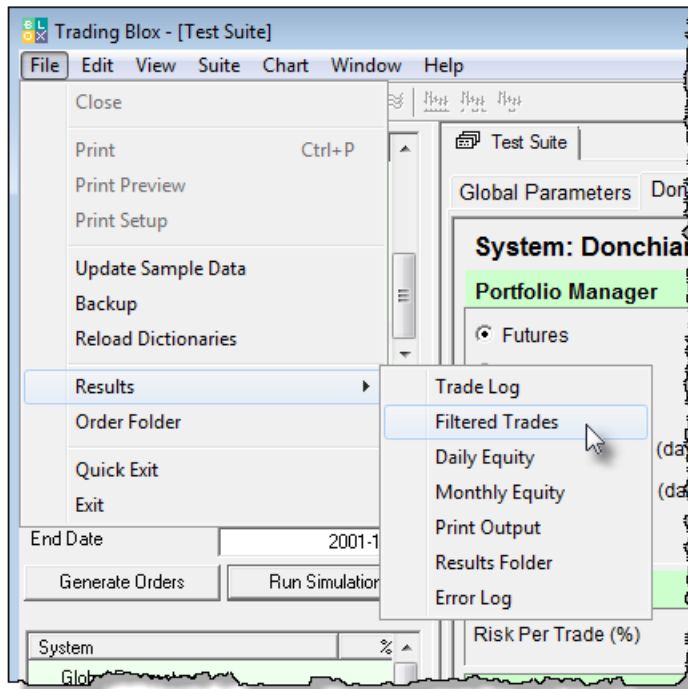 Trading Blox - [Test Suite]
File Edit View Suite Chart Window Help
Close
Print Ctrl+P
Print Preview
Print Setup
Update Sample Data
Backup
Reload Dictionaries
Results
Order Folder
Quick Exit
Exit
Trade Log
Filtered Trades
Daily Equity
Monthly Equity
Print Output
Results Folder
Error Log
Test Suite
Global Parameters
System:
Portfolio Manager
Futures
End Date
Generate Orders
Risk Per Trade (%)
System %